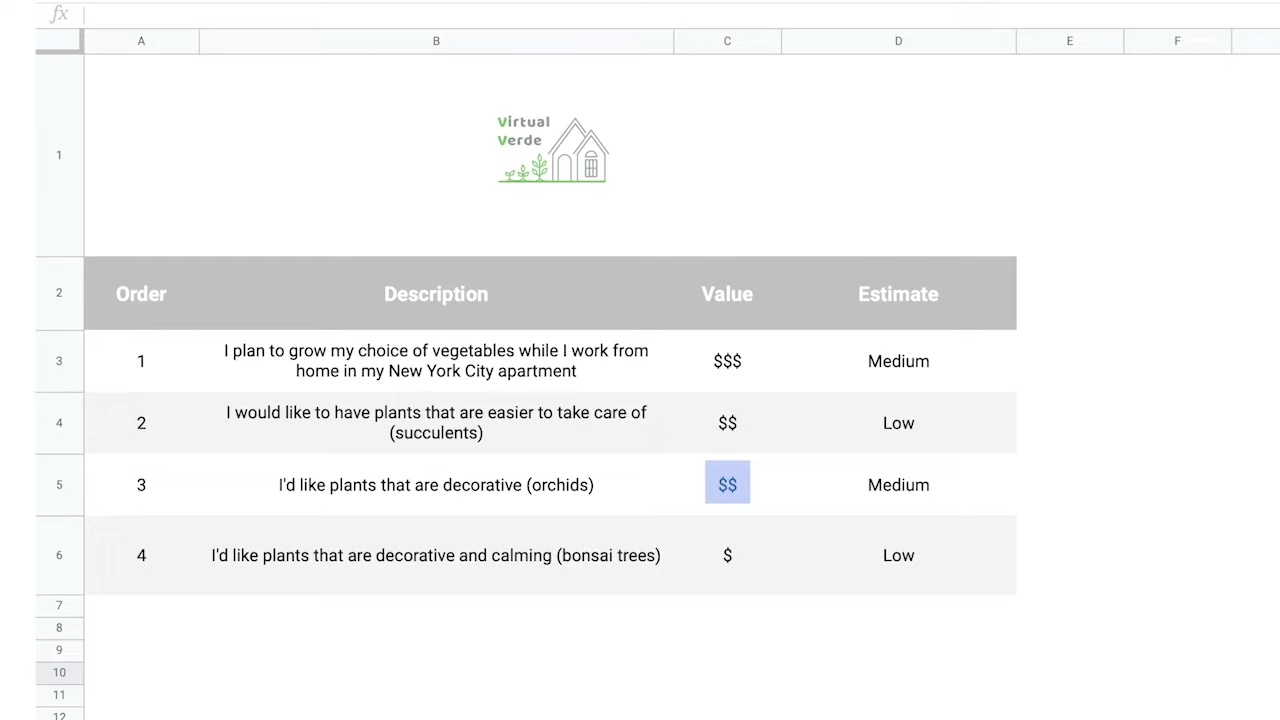 fx
A B C D E F
1
Virtual
Verde
2 Order Description Value Estimate
3 1 I plan to grow my choice of vegetables while I work from $$$ Medium
home in my New York City apartment
4 2 I would like to have plants that are easier to take care of $$ Low
(succulents)
5 3 I'd like plants that are decorative (orchids) $$ Medium
6 4 I'd like plants that are decorative and calming (bonsai trees) $ Low
7
8
9
10
11
12